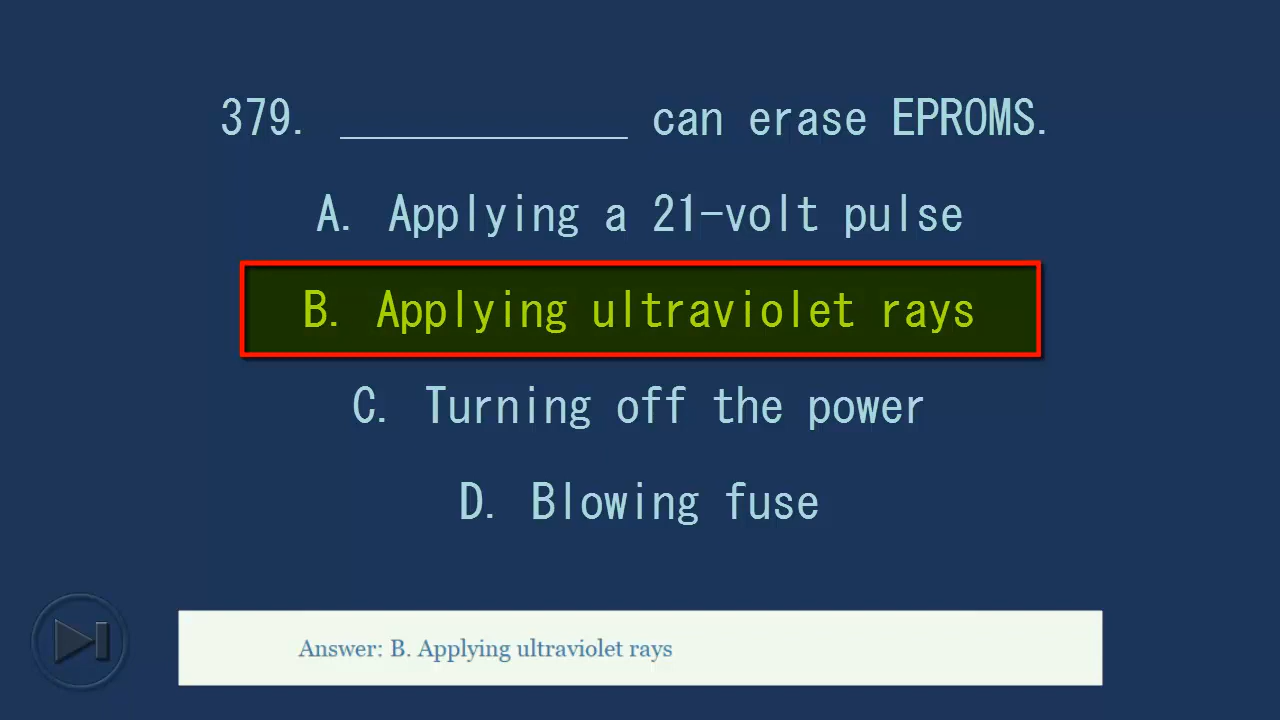 379. ____________ can erase EPROMS.
A. Applying a 21-volt pulse
B. Applying ultraviolet rays
C. Turning off the power
D. Blowing fuse
Answer: B. Applying ultraviolet rays